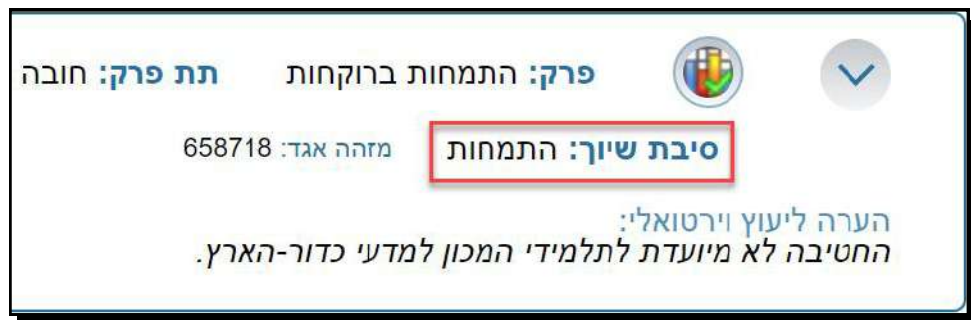 פרק: התמחות ברוקחות תת פרק: חובה
סיבת שיוך: התמחות מזהה אגד: 658718
הערה ליעוץ וירטואלי:
החטיבה לא מיועדת לתלמידי המכון למדעי כדור-הארץ.